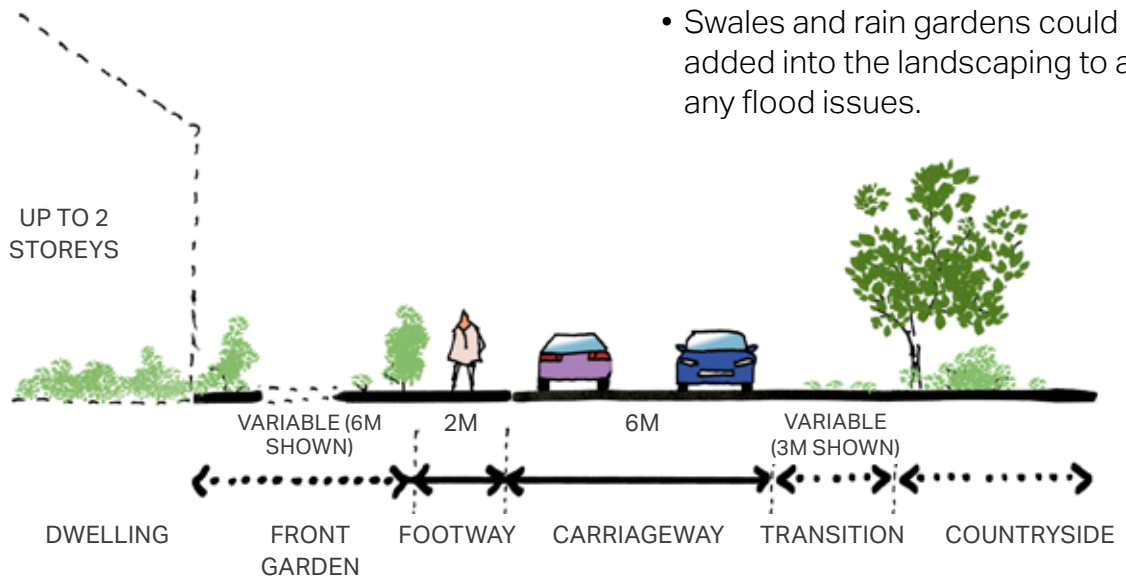 • Swales and rain gardens could
added into the landscaping to a
any flood issues.
UP TO 2
STOREYS
VARIABLE (6M
SHOWN)
2M
6M
VARIABLE
(3M SHOWN)
DWELLING
FRONT
GARDEN
FOOTWAY
CARRIAGEWAY
TRANSITION
COUNTRYSIDE